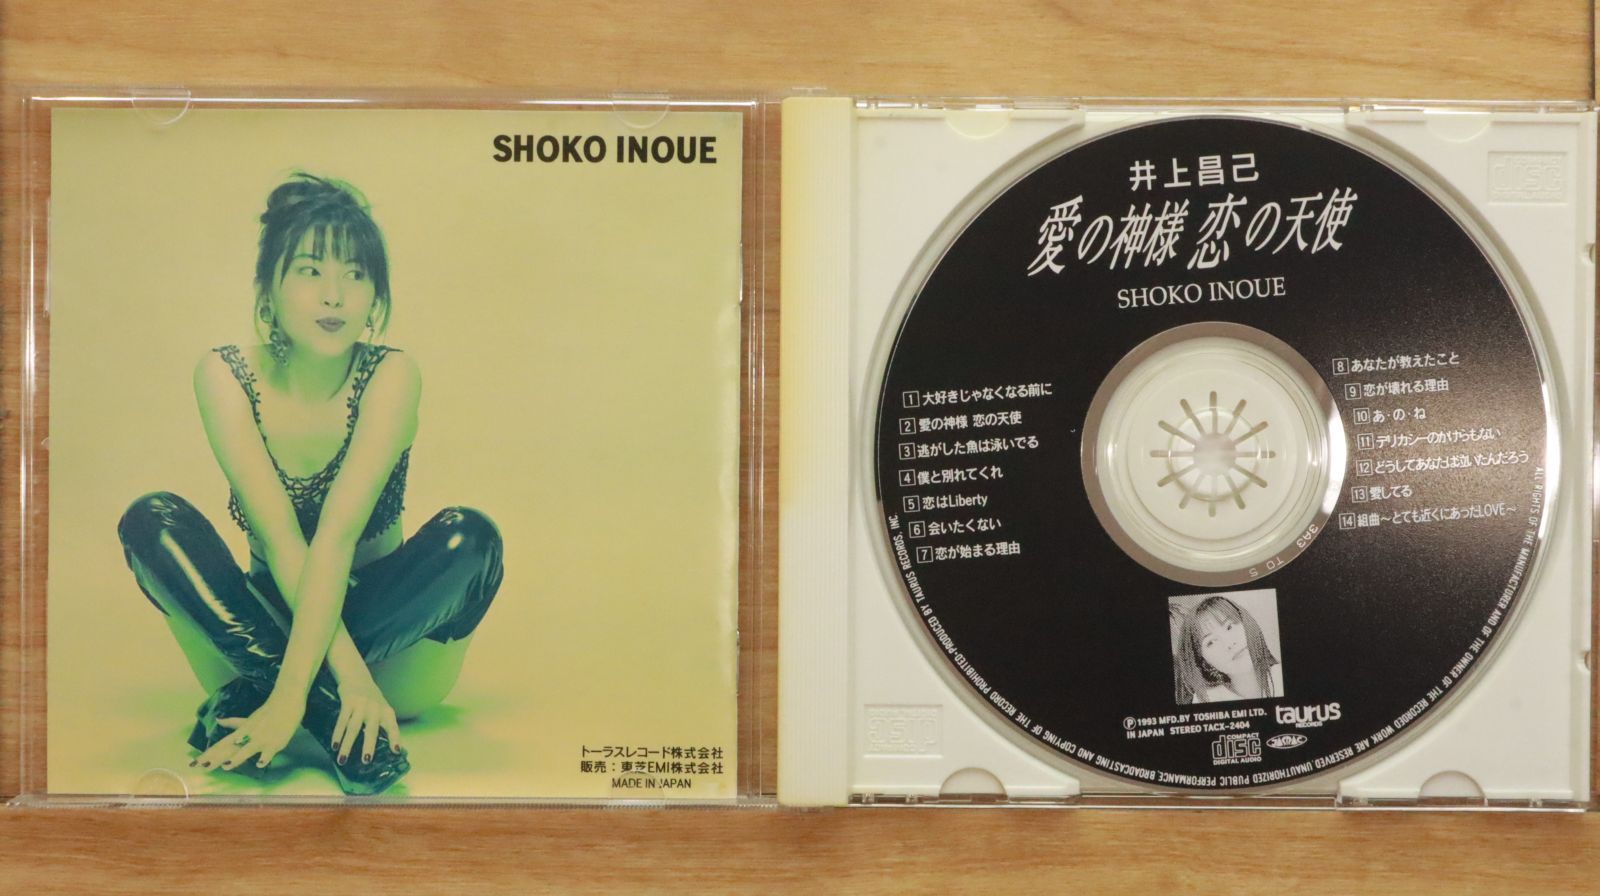 SHOKO INOUE
トーラスレコード株式会社
販売：東芝EMI株式会社
MADE IN JAPAN
井上昌己
愛の神様 恋の天使
SHOKO INOUE
1 大好きじゃなくなる前に
2 愛の神様 恋の天使
3 逃がした魚は泳いでる
4 僕と別れてくれ
5 恋はLiberty
6 会いたくない
7 恋が始まる理由
8 あなたが教えたこと
9 恋が壊れる理由
10 あ・の・ね
11 デリカシーのかけらもない
12 どうしてあなたは泣いたんだろう
13 愛してる
14 組曲〜とても近くにあったLOVE〜
3A3 TO 5
Ⓟ1993 MFD.BY TOSHIBA EMI LTD.
IN JAPAN STEREO TACX-2404
taurus
RECORDS
COMPACT
disc
DIGITAL AUDIO
JASRAC
ALL RIGHTS OF THE MANUFACTURER AND OF THE OWNER OF THE RECORDED WORK ARE RESERVED. UNAUTHORIZED PUBLIC PERFORMANCE, BROADCASTING AND COPYING OF THE RECORD PROHIBITED-PRODUCED BY TAURUS RECORDS, INC.